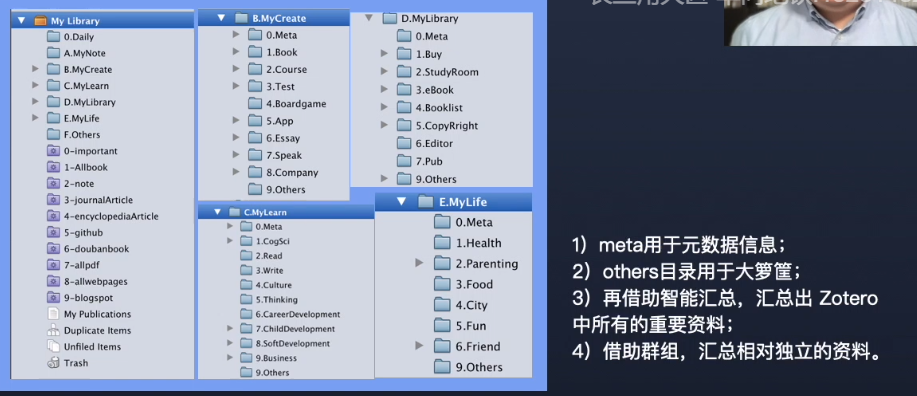 My Library
0.Daily
A.MyNote
B.MyCreate
C.MyLearn
D.MyLibrary
E.MyLife
F.Others
0-important
1-Allbook
2-note
3-journalArticle
4-encyclopediaArticle
5-github
6-doubanbook
7-allpdf
8-allwebpages
9-blogspot
My Publications
Duplicate Items
Unfiled Items
Trash
B.MyCreate
0.Meta
1.Book
2.Course
3.Test
4.Boardgame
5.App
6.Essay
7.Speak
8.Company
9.Others
D.MyLibrary
0.Meta
1.Buy
2.StudyRoom
3.eBook
4.Booklist
5.CopyRright
6.Editor
7.Pub
9.Others
C.MyLearn
0.Meta
1.CogSci
2.Read
3.Write
4.Culture
5.Thinking
6.CareerDevelopment
7.ChildDevelopment
8.SoftDevelopment
9.Business
9.Others
E.MyLife
0.Meta
1.Health
2.Parenting
3.Food
4.City
5.Fun
6.Friend
9.Others
1）meta用于元数据信息；
2）others目录用于大箩筐；
3）再借助智能汇总，汇总出 Zotero
中所有的重要资料；
4）借助群组，汇总相对独立的资料。